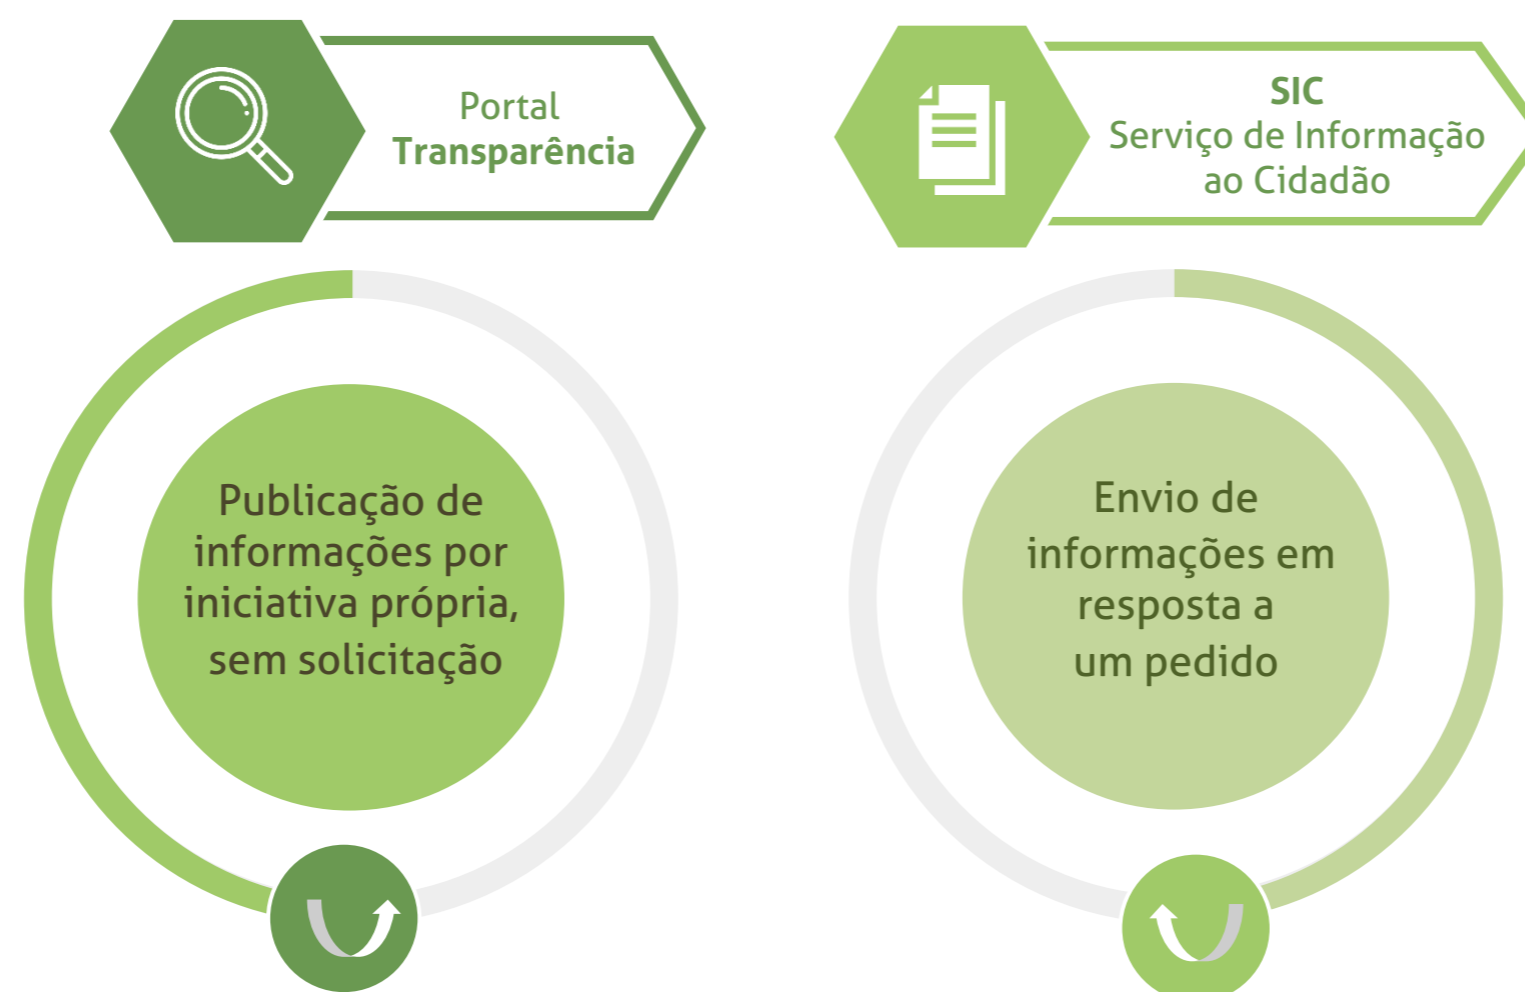 Portal
Transparência
SIC
Serviço de Informação
ao Cidadão
Publicação de
informações por
iniciativa própria,
sem solicitação
Envio de
informações em
resposta a
um pedido